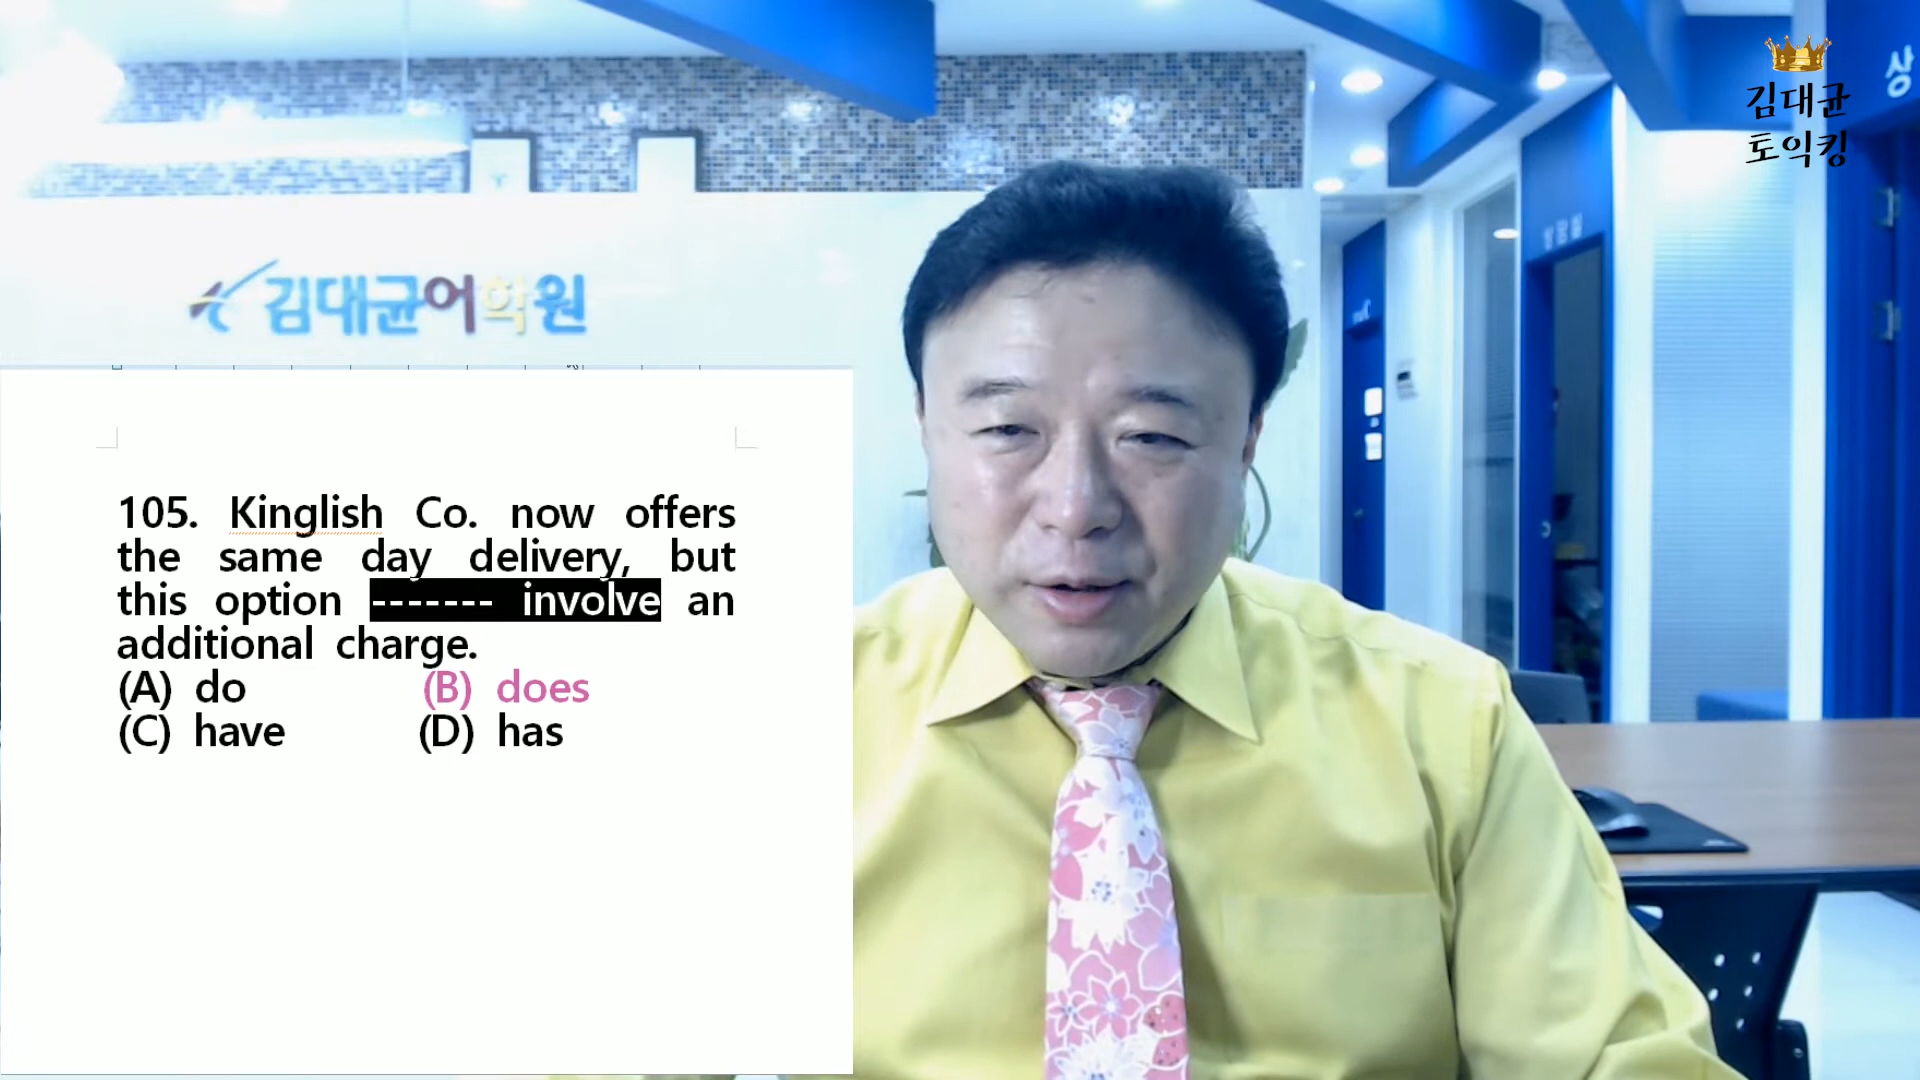 김대균
토익킹
상
김대균어학원
105. Kinglish Co. now offers
the same day delivery, but
this option ------- involve an
additional charge.
(A) do (B) does
(C) have (D) has